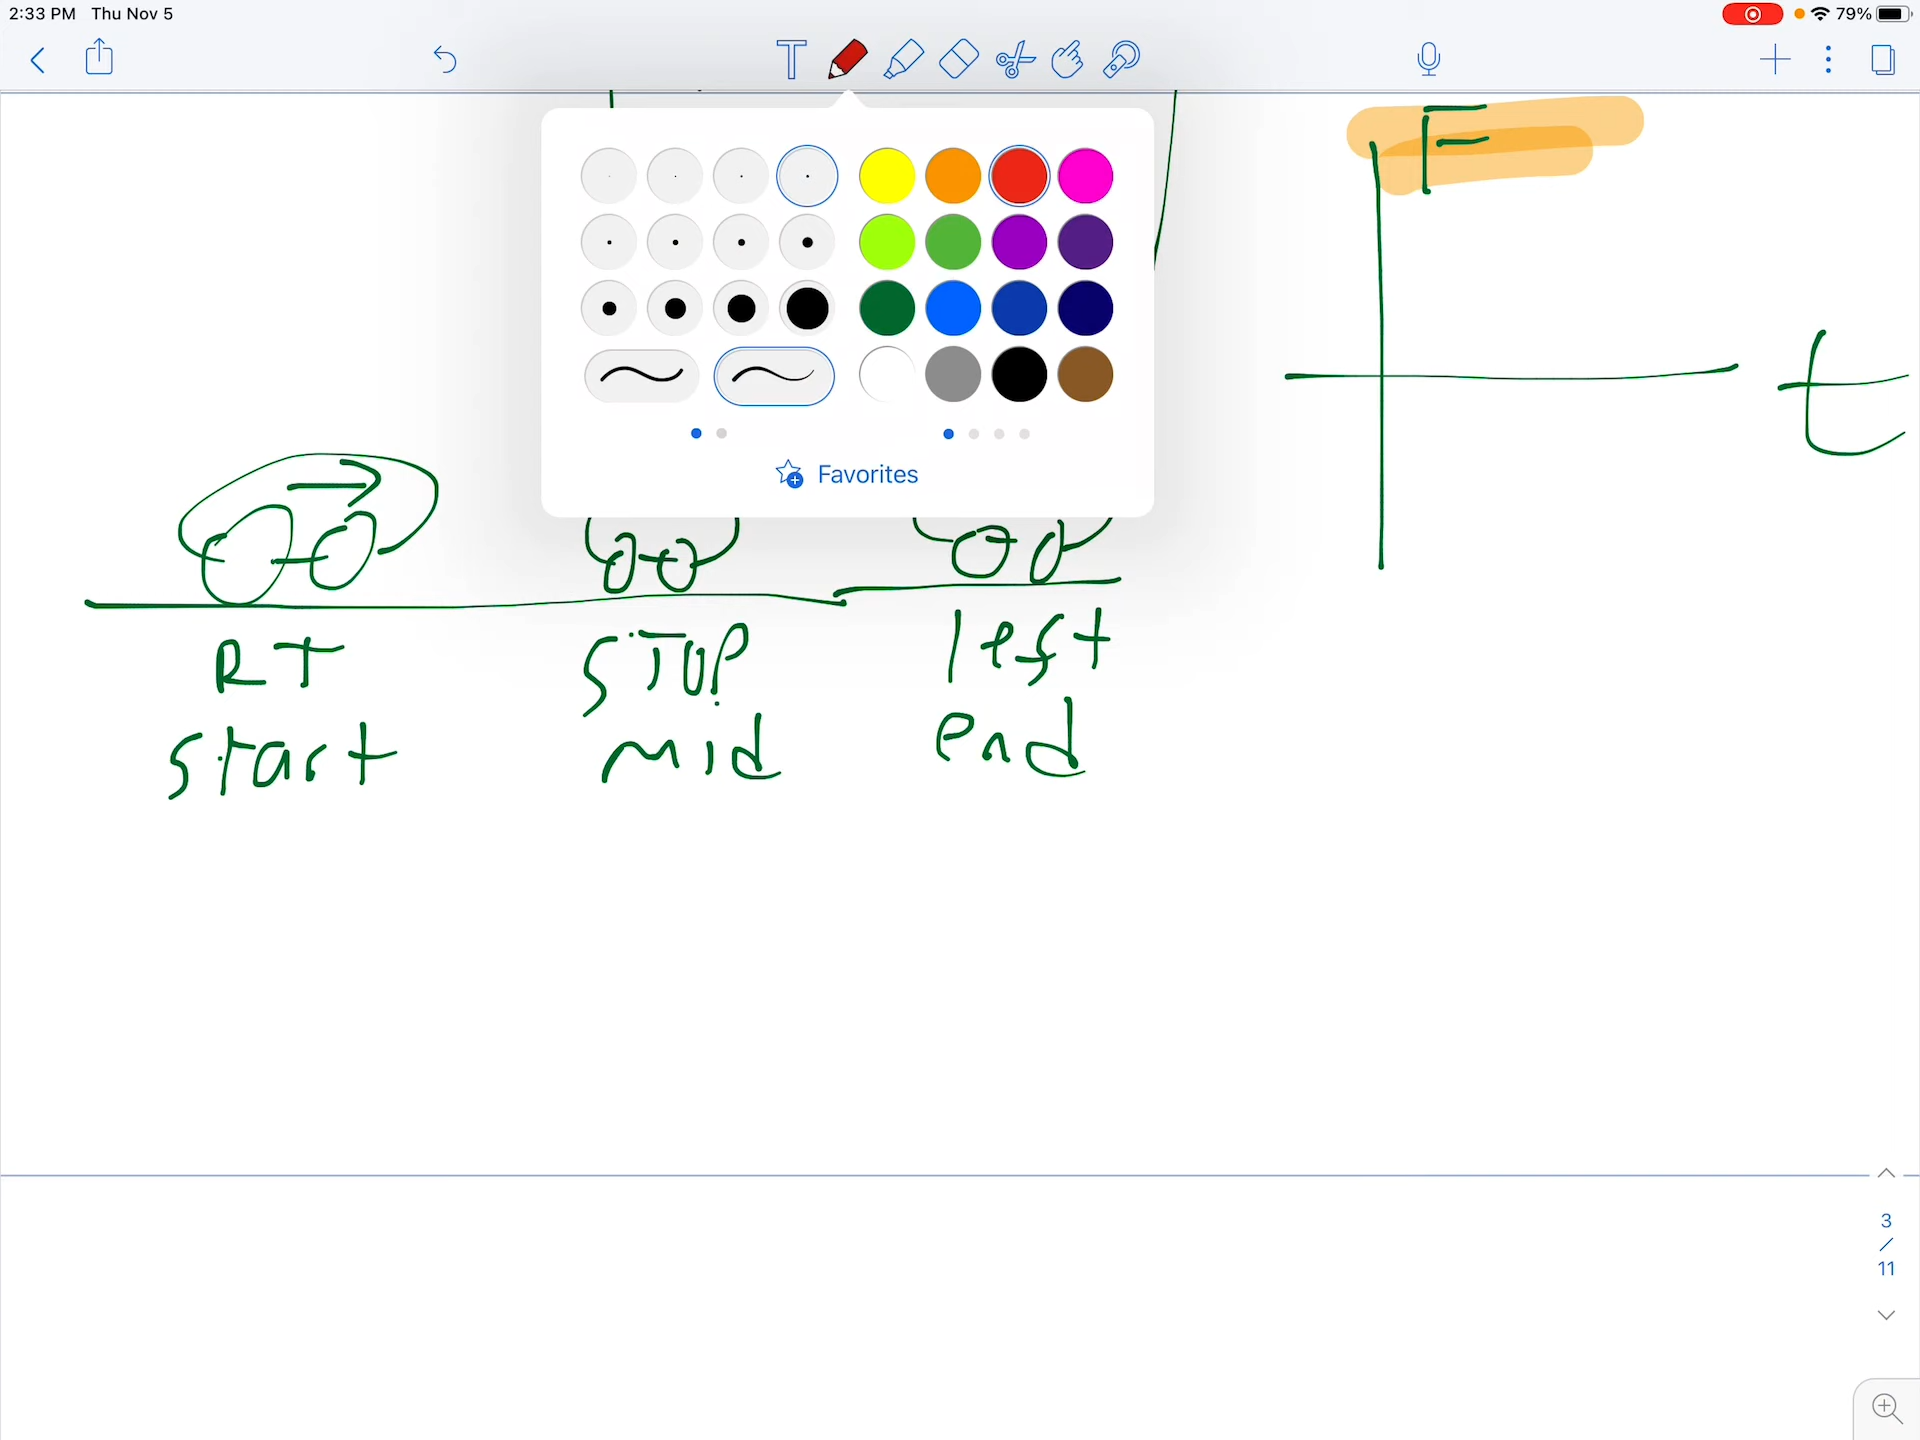 2:33 PM Thu Nov 5
79%
T
F
t
Favorites
RT
start
STOP
mid
left
end
3
/
11